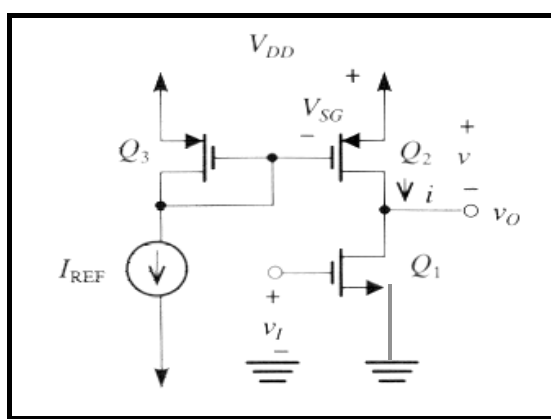 V_DD
+
V_SG
−
Q_3
Q_2
+
v
−
i
v_O
I_REF
Q_1
+
v_I
−